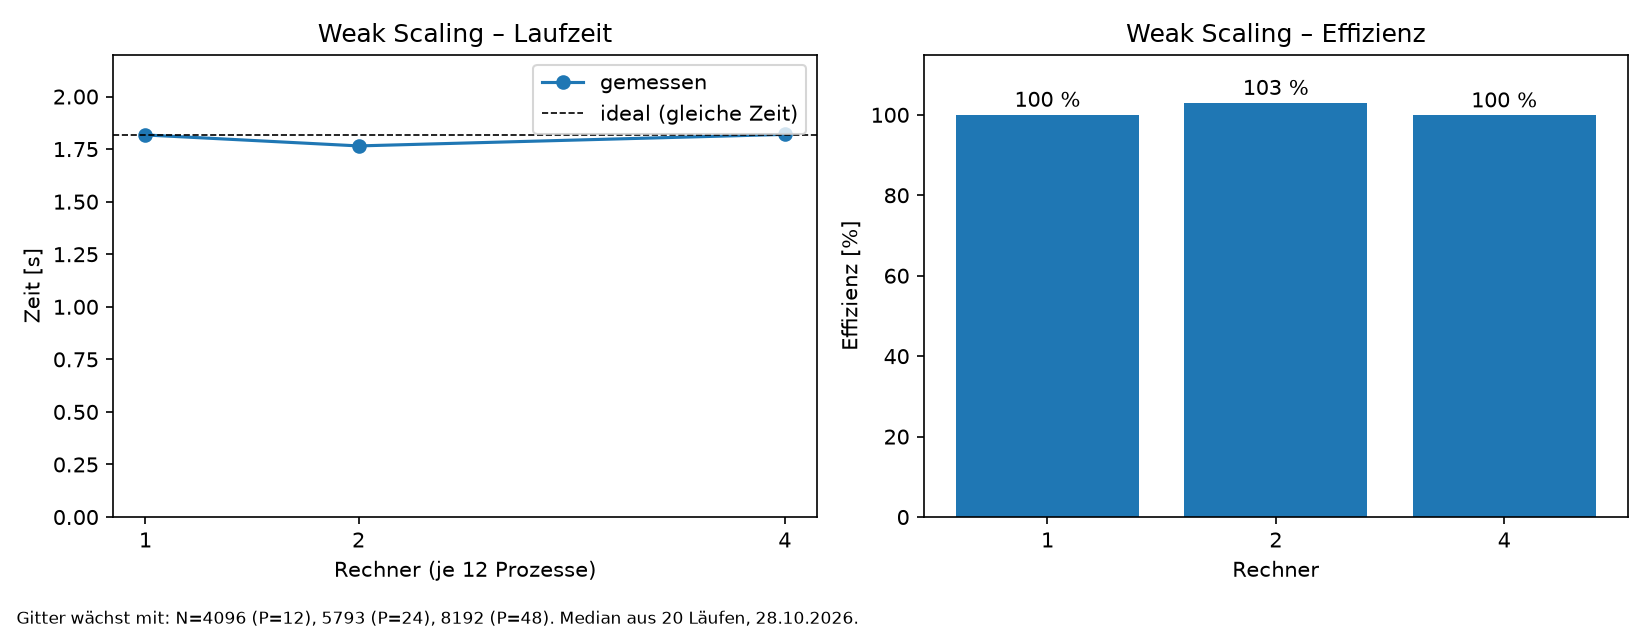 Weak Scaling – Laufzeit
gemessen
ideal (gleiche Zeit)
2.00
1.75
1.50
1.25
1.00
0.75
0.50
0.25
0.00
Zeit [s]
1
2
4
Rechner (je 12 Prozesse)
Weak Scaling – Effizienz
100 %
103 %
100 %
100
80
60
40
20
0
Effizienz [%]
1
2
4
Rechner
Gitter wächst mit: N=4096 (P=12), 5793 (P=24), 8192 (P=48). Median aus 20 Läufen, 28.10.2026.